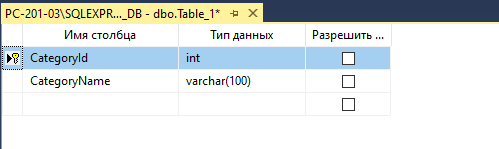 PC-201-03\SQLEXPR..._DB - dbo.Table_1*
Имя столбца Тип данных Разрешить ...
CategoryId int
CategoryName varchar(100)